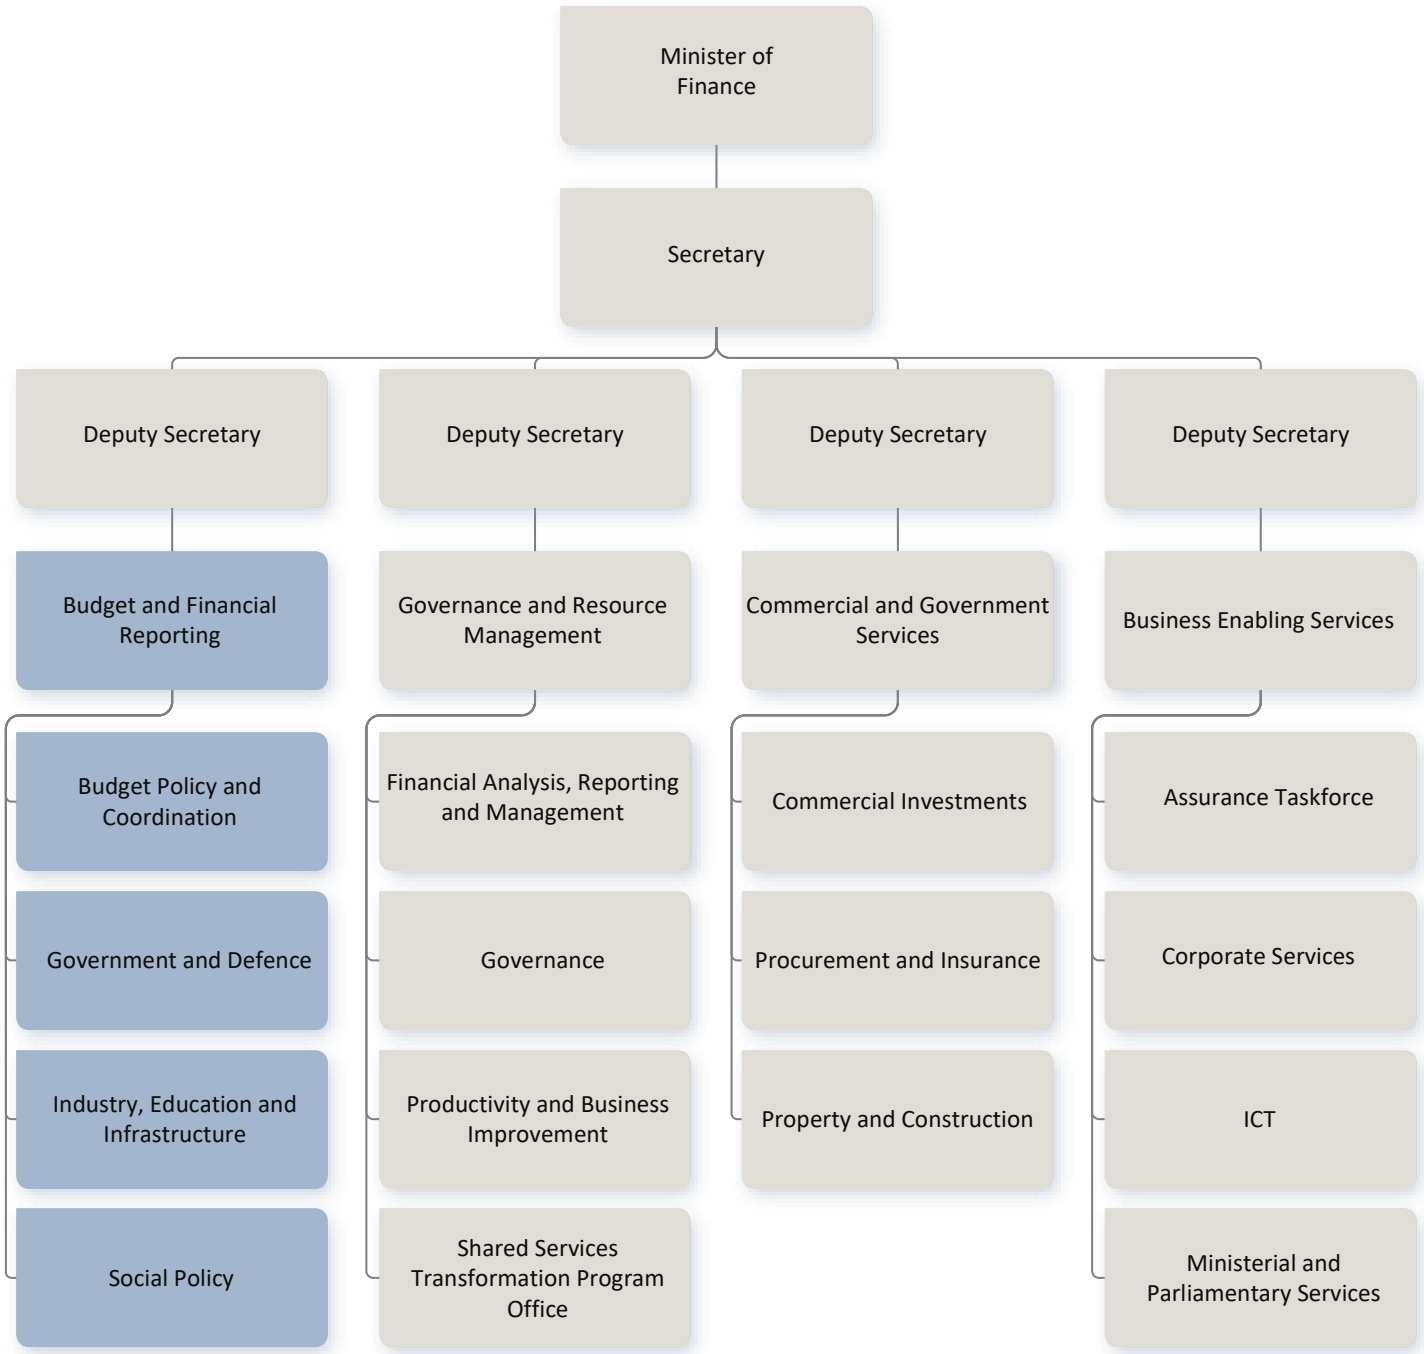 Minister of
Finance
Secretary
Deputy Secretary
Deputy Secretary
Deputy Secretary
Deputy Secretary
Budget and Financial
Reporting
Governance and Resource
Management
Commercial and Government
Services
Business Enabling Services
Budget Policy and
Coordination
Financial Analysis, Reporting
and Management
Commercial Investments
Assurance Taskforce
Government and Defence
Governance
Procurement and Insurance
Corporate Services
Industry, Education and
Infrastructure
Productivity and Business
Improvement
Property and Construction
ICT
Social Policy
Shared Services
Transformation Program
Office
Ministerial and
Parliamentary Services